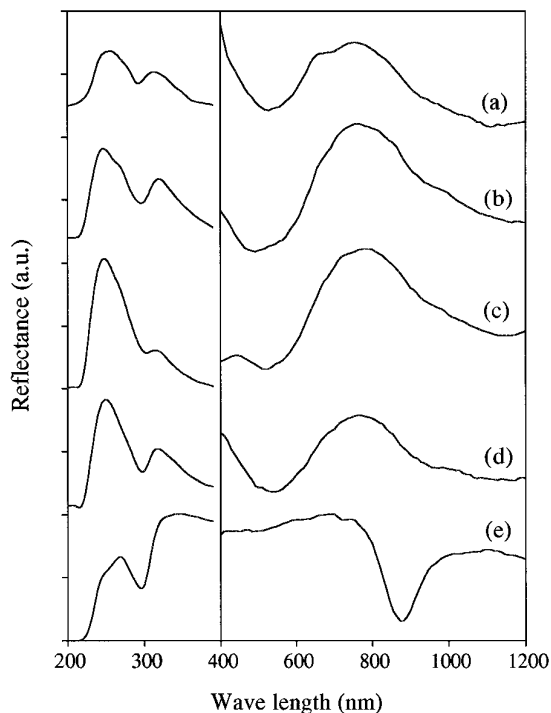 (a)
(b)
(c)
(d)
(e)
Reflectance (a.u.)
200 300 400 600 800 1000 1200
Wave length (nm)